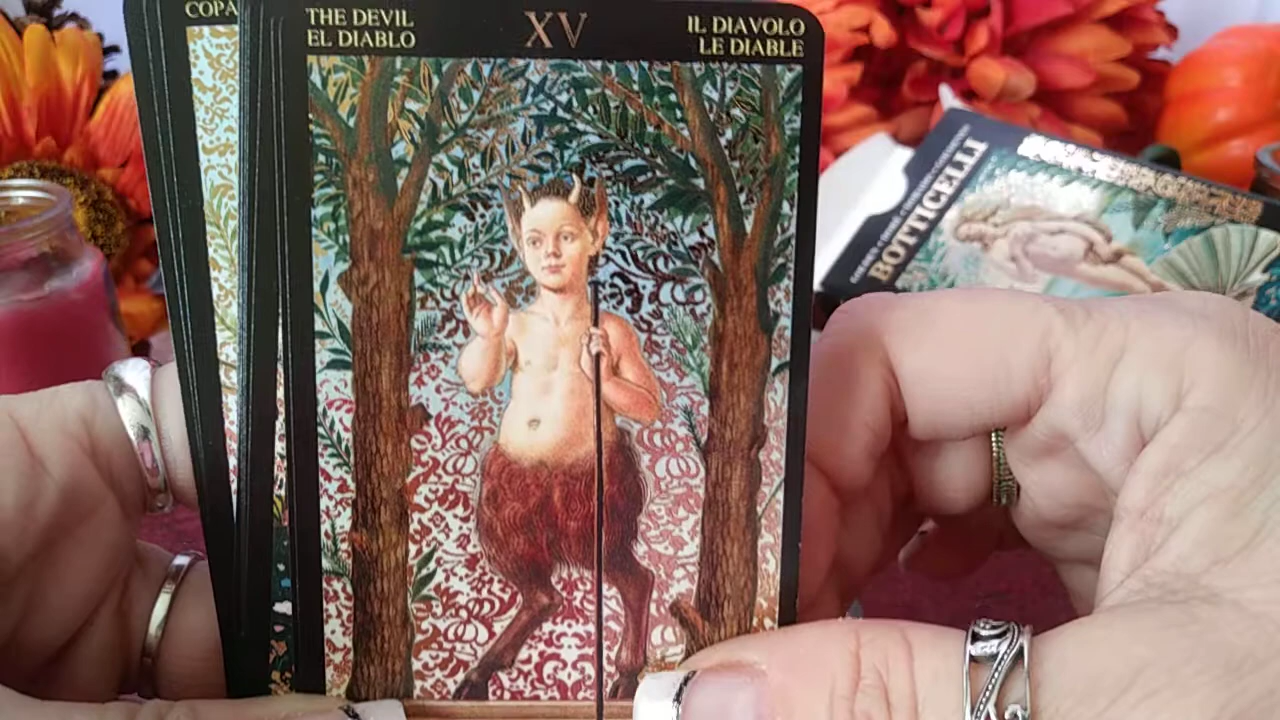 COPA
THE DEVIL
EL DIABLO
XV
IL DIAVOLO
LE DIABLE
BOTTICELLI